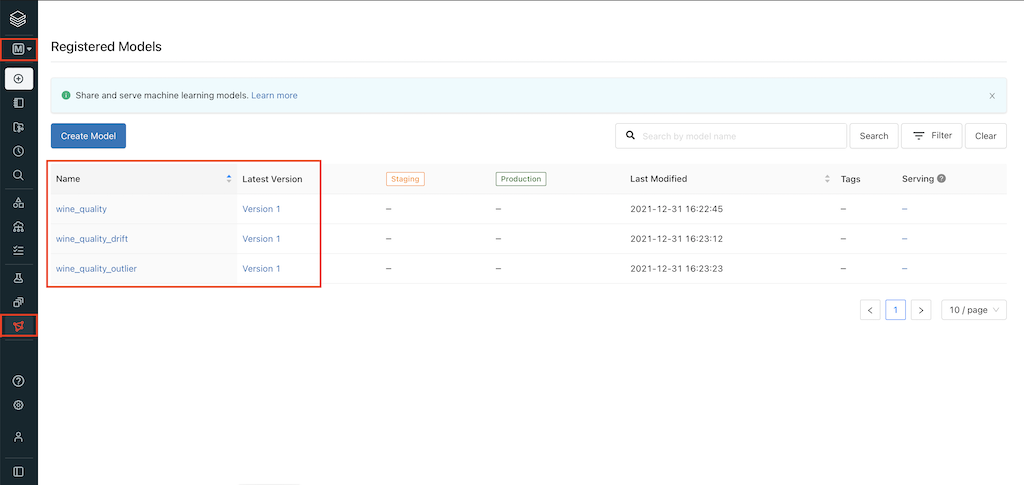 M
Registered Models
Share and serve machine learning models. Learn more
Create Model
Search by model name
Search
Filter
Clear
Name Latest Version Staging Production Last Modified Tags Serving
wine_quality Version 1 – – 2021-12-31 16:22:45 – –
wine_quality_drift Version 1 – – 2021-12-31 16:23:12 – –
wine_quality_outlier Version 1 – – 2021-12-31 16:23:23 – –
< 1 > 10 / page